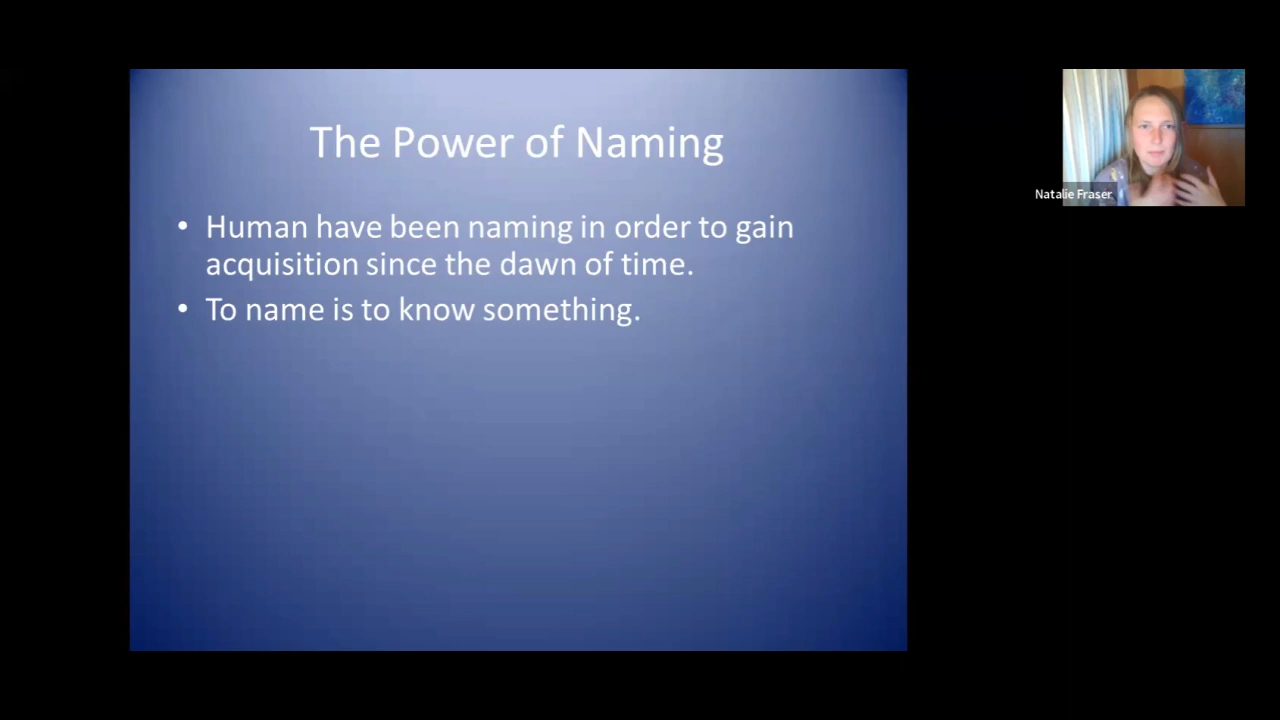 The Power of Naming
• Human have been naming in order to gain
acquisition since the dawn of time.
• To name is to know something.
Natalie Fraser